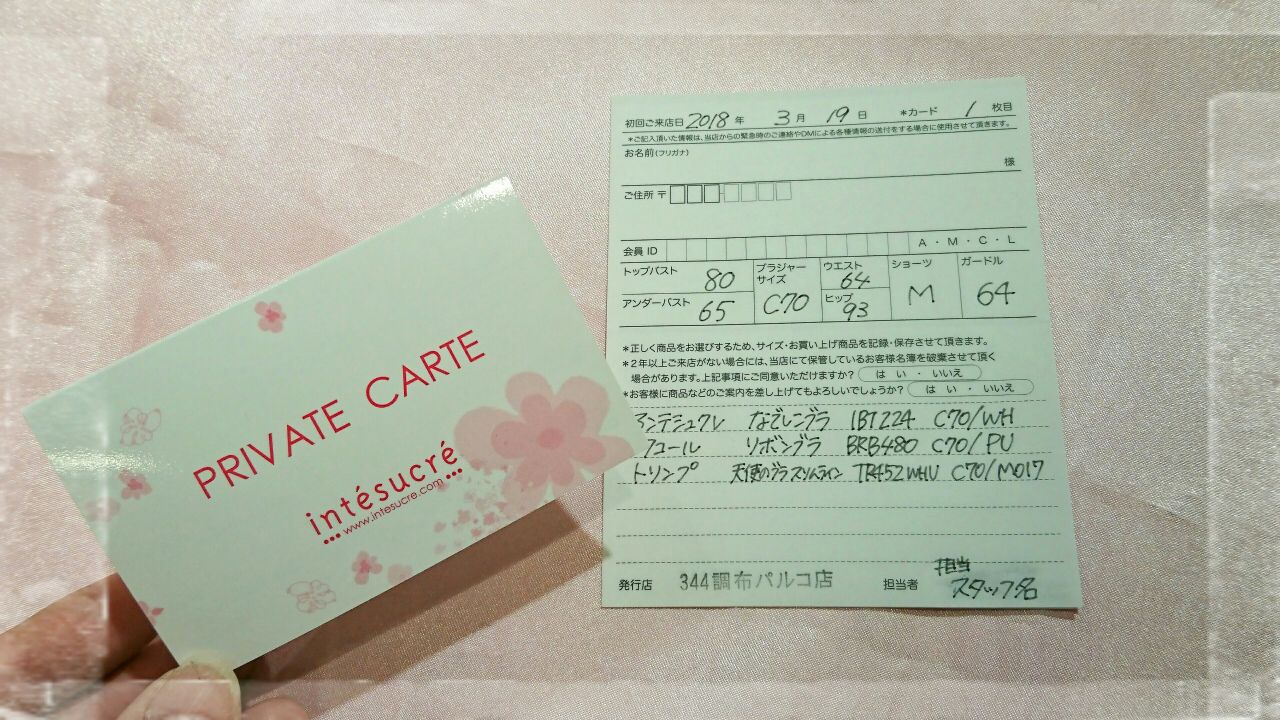 PRIVATE CARTE
intésucré
www.intesucre.com
初回ご来店日 2018 年 3 月 19 日 *カード 1 枚目
*ご記入頂いた情報は、当店からの緊急時のご連絡やDMによる各種情報の送付をする場合に使用させて頂きます。
お名前(フリガナ)
様
ご住所 〒
会員 ID A・M・C・L
トップバスト 80 ブラジャーサイズ C70 ウエスト 64 ショーツ M ガードル 64
アンダーバスト 65 ヒップ 93
*正しく商品をお選びするため、サイズ・お買い上げ商品を記録・保存させて頂きます。
*2年以上ご来店がない場合には、当店にて保管しているお客様名簿を破棄させて頂く
場合があります。上記事項にご同意いただけますか? はい・いいえ
*お客様に商品などのご案内を差し上げてもよろしいでしょうか? はい・いいえ
アンテシュクレ なでしこブラ IBT224 C70/WH
コール リボンブラ BRB480 C70/PU
トリンプ 天使のブラ スリムライン TR452WHU C70/M017
発行店 344調布パルコ店 担当者 担当
スタッフ名